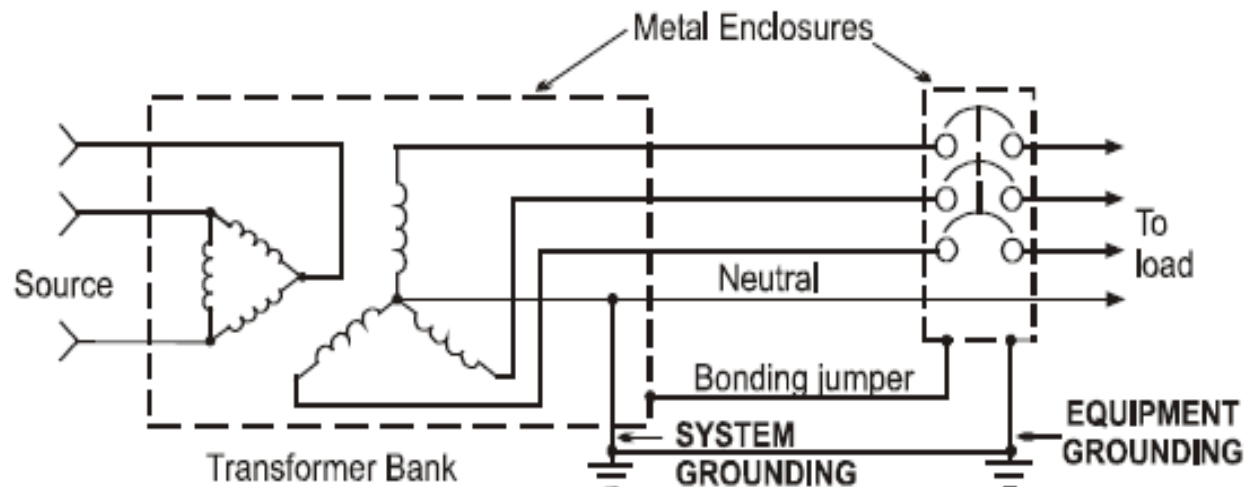 Metal Enclosures
Source
To
load
Neutral
Bonding jumper
SYSTEM
GROUNDING
EQUIPMENT
GROUNDING
Transformer Bank